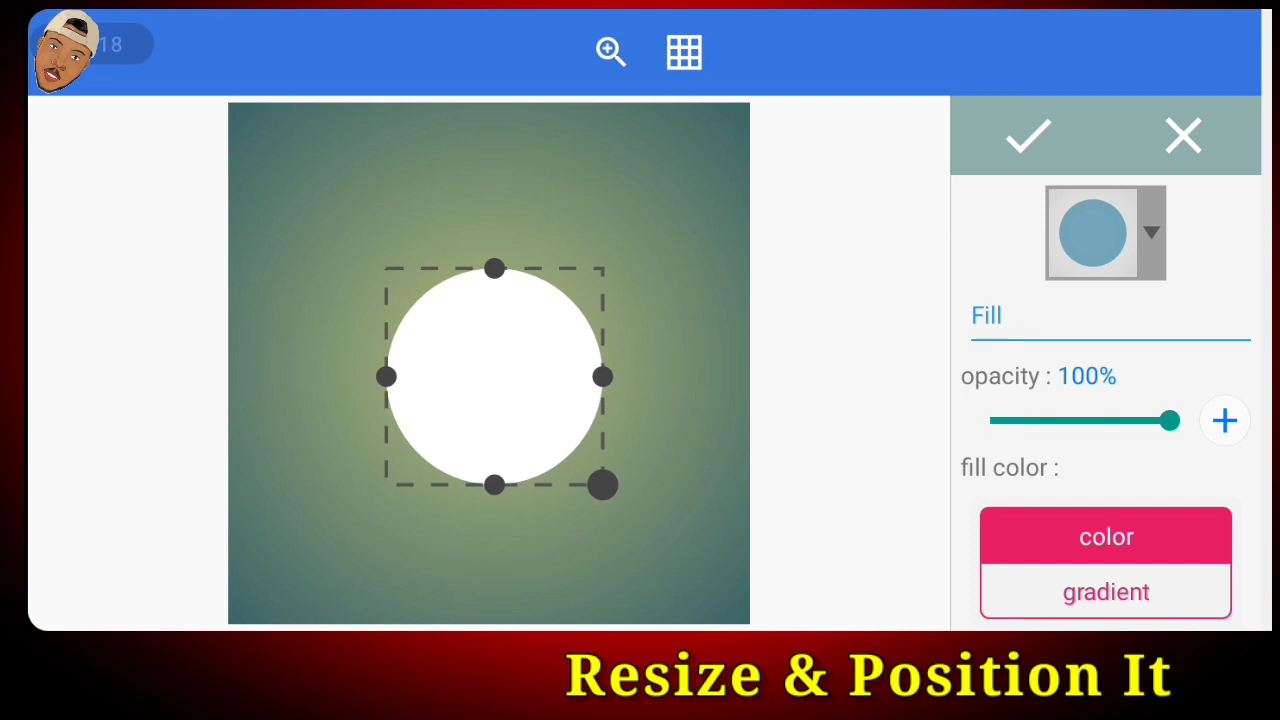 18
Fill
opacity : 100%
fill color :
color
gradient
Resize & Position It